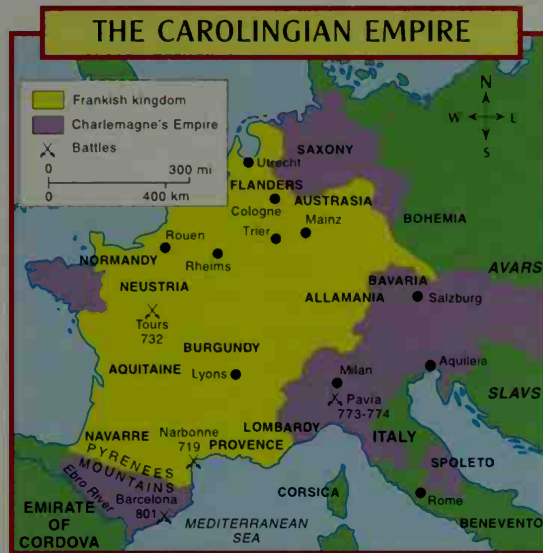 THE CAROLINGIAN EMPIRE
Frankish kingdom
Charlemagne's Empire
Battles
0 300 mi
0 400 km
N
W L
S
SAXONY
Utrecht
FLANDERS
AUSTRASIA
Cologne
Mainz
Trier
BOHEMIA
Rouen
NORMANDY
Rheims
AVARS
NEUSTRIA
BAVARIA
ALLAMANIA
Salzburg
Tours
732
BURGUNDY
AQUITAINE
Lyons
Milan
Aquileia
Pavia
773-774
SLAVS
NAVARRE
Narbonne
719
PROVENCE
LOMBARDY
ITALY
PYRENEES
MOUNTAINS
SPOLETO
Ebro River
Barcelona
801
CORSICA
Rome
EMIRATE
OF
CORDOVA
MEDITERRANEAN
SEA
BENEVENTO